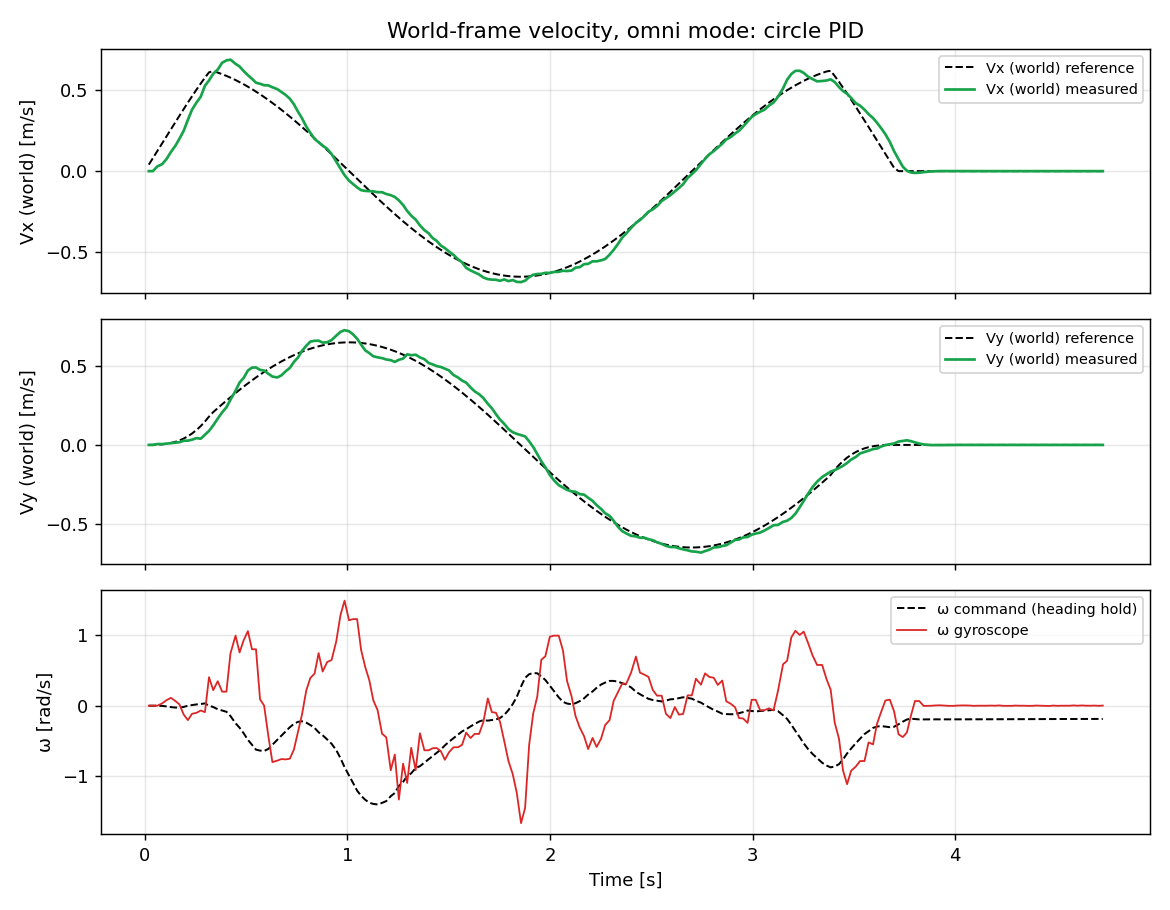 World-frame velocity, omni mode: circle PID
Vx (world) [m/s]
0.5
0.0
−0.5
Vx (world) reference
Vx (world) measured
Vy (world) [m/s]
0.5
0.0
−0.5
Vy (world) reference
Vy (world) measured
ω [rad/s]
1
0
−1
ω command (heading hold)
ω gyroscope
0 1 2 3 4
Time [s]